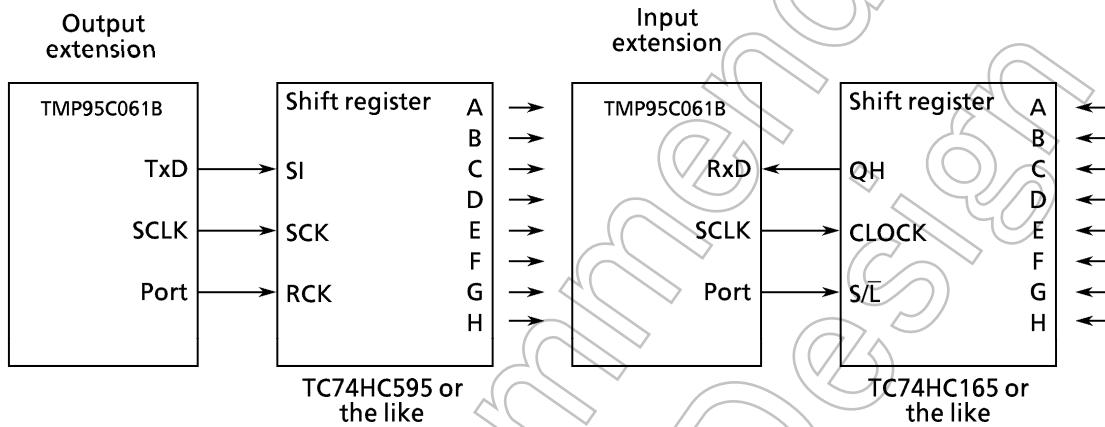 Output
extension
TMP95C061B
TxD
SCLK
Port
Shift register
SI
SCK
RCK
A
B
C
D
E
F
G
H
TC74HC595 or
the like
Input
extension
TMP95C061B
RxD
SCLK
Port
Shift register
QH
CLOCK
S/L̅
A
B
C
D
E
F
G
H
TC74HC165 or
the like